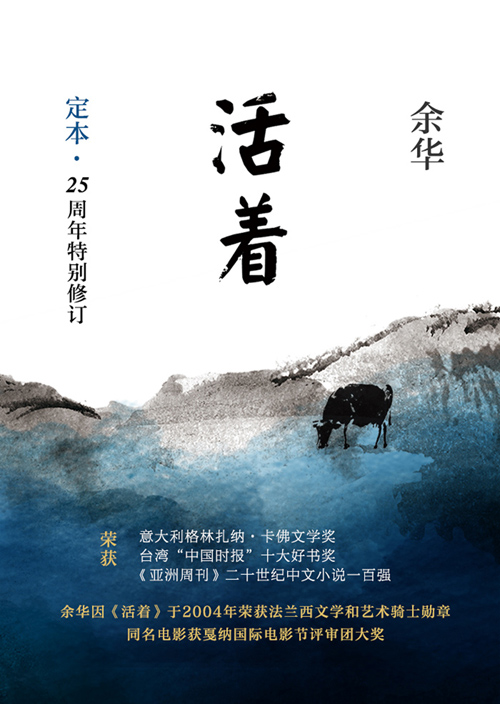 余华
活着
定本·
25周年特别修订
荣获
意大利格林扎纳·卡佛文学奖
台湾“中国时报”十大好书奖
《亚洲周刊》二十世纪中文小说一百强
余华因《活着》于2004年荣获法兰西文学和艺术骑士勋章
同名电影获戛纳国际电影节评审团大奖